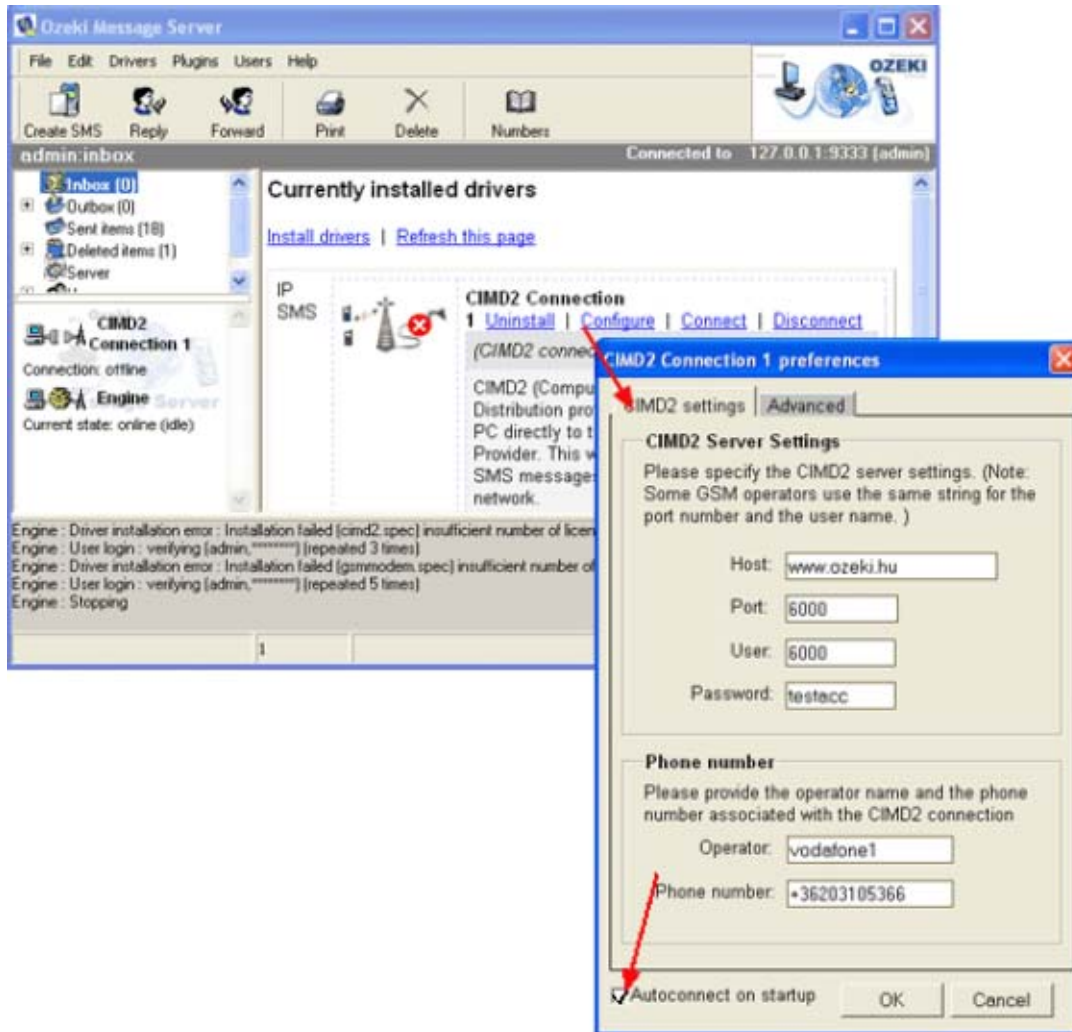 Ozeki Message Server
File Edit Drivers Plugins Users Help
OZEKI
Create SMS Reply Forward Print Delete Numbers
admin:inbox Connected to 127.0.0.1:9333 (admin)
Inbox (0)
Outbox (0)
Sent items (18)
Deleted items (1)
Server
CIMD2
Connection 1
Connection: offline
Engine
Current state: online (idle)
Currently installed drivers
Install drivers | Refresh this page
IP
SMS
CIMD2 Connection
1 Uninstall | Configure | Connect | Disconnect
(CIMD2 connec
CIMD2 (Compu
Distribution pro
PC directly to t
Provider. This w
SMS message
network.
Engine : Driver installation error : Installation failed (cimd2.spec) insufficient number of licen
Engine : User login : verifying (admin,********) (repeated 3 times)
Engine : Driver installation error : Installation failed (gsmmodem.spec) insufficient number of
Engine : User login : verifying (admin,********) (repeated 5 times)
Engine : Stopping
1
CIMD2 Connection 1 preferences
CIMD2 settings Advanced
CIMD2 Server Settings
Please specify the CIMD2 server settings. (Note:
Some GSM operators use the same string for the
port number and the user name. )
Host: www.ozeki.hu
Port: 6000
User: 6000
Password: testacc
Phone number
Please provide the operator name and the phone
number associated with the CIMD2 connection
Operator: vodafone1
Phone number: +36203105366
Autoconnect on startup OK Cancel